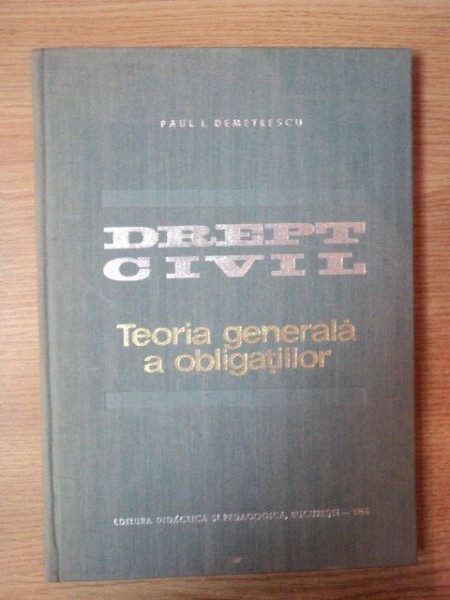 PAUL I. DEMETRESCU
DREPT
CIVIL
Teoria generală
a obligațiilor
EDITURA DIDACTICĂ ȘI PEDAGOGICĂ, BUCUREȘTI —